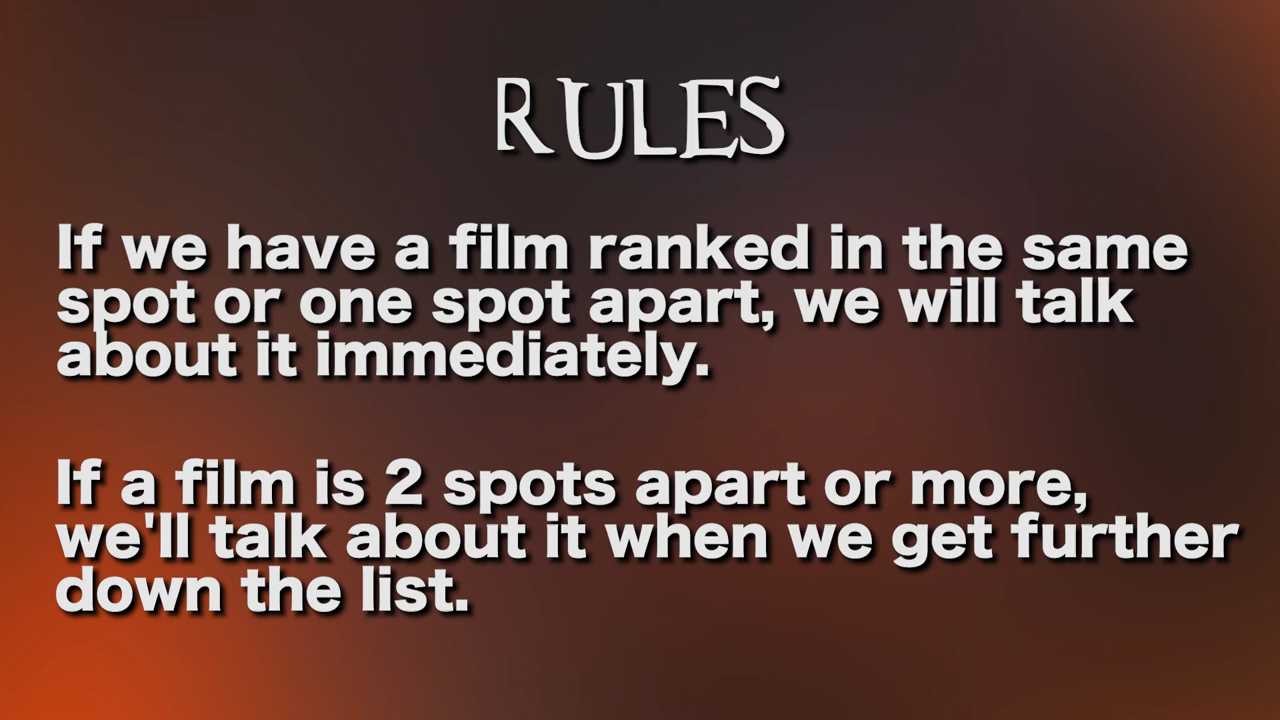 RULES
If we have a film ranked in the same
spot or one spot apart, we will talk
about it immediately.
If a film is 2 spots apart or more,
we'll talk about it when we get further
down the list.